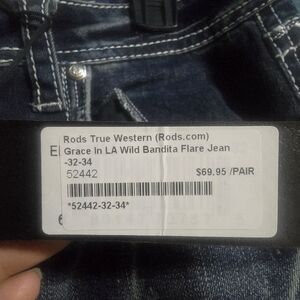 Rods True Western (Rods.com)
Grace In LA Wild Bandita Flare Jean
-32-34
52442 $69.95 /PAIR
*52442-32-34*